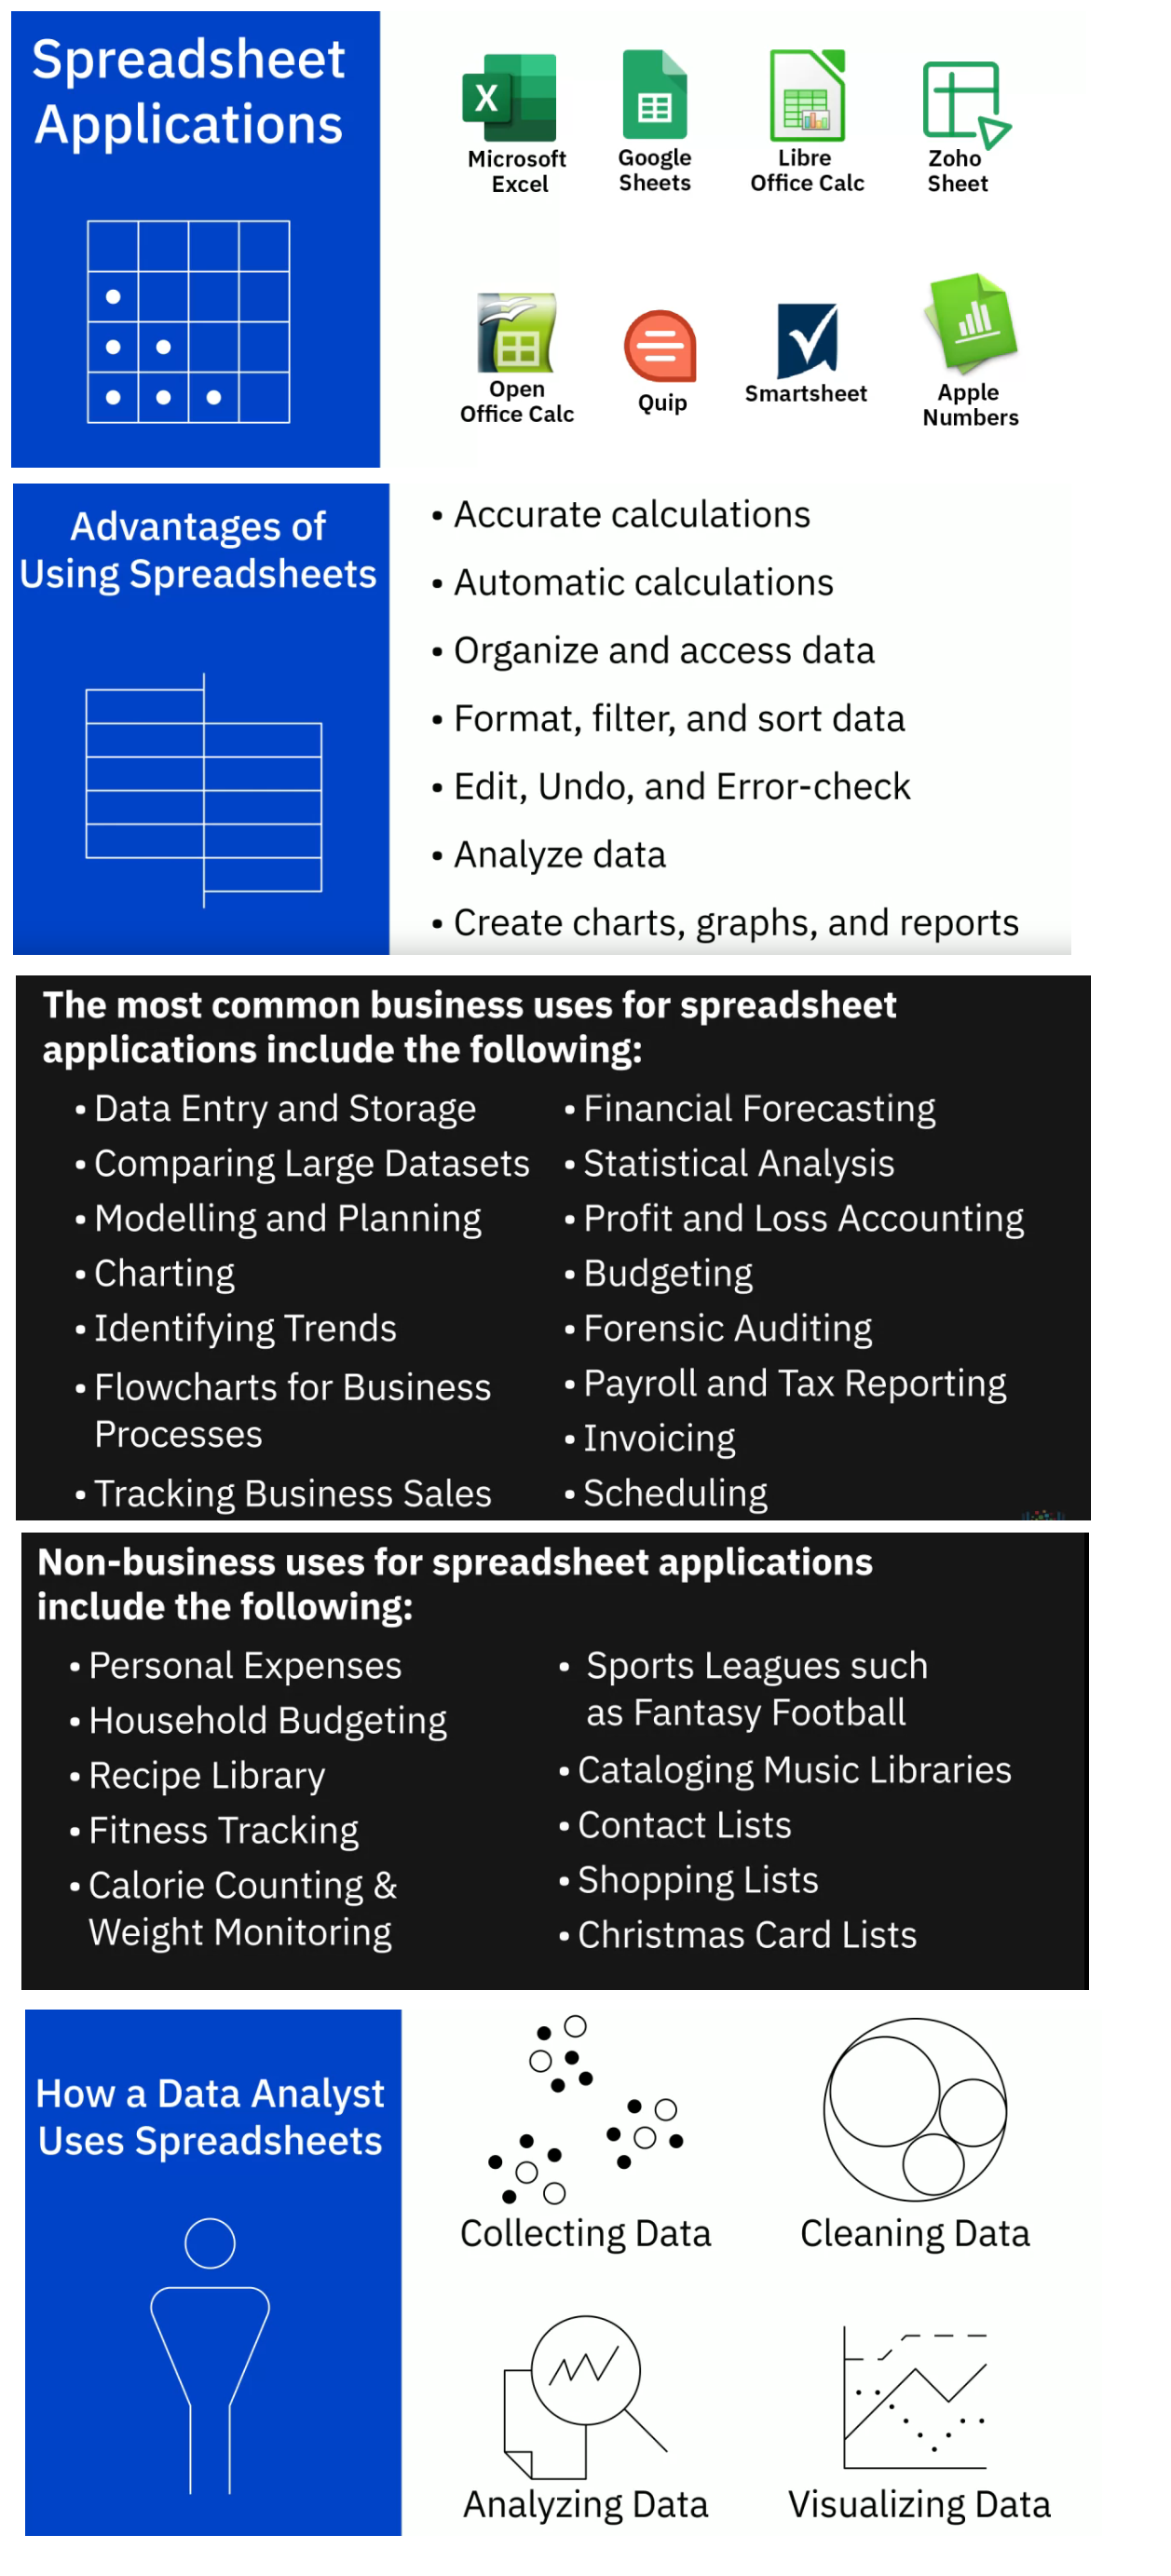 Spreadsheet
Applications
X
Microsoft
Excel
Google
Sheets
Libre
Office Calc
Zoho
Sheet
Open
Office Calc
Quip
Smartsheet
Apple
Numbers
Advantages of
Using Spreadsheets
• Accurate calculations
• Automatic calculations
• Organize and access data
• Format, filter, and sort data
• Edit, Undo, and Error-check
• Analyze data
• Create charts, graphs, and reports
The most common business uses for spreadsheet
applications include the following:
• Data Entry and Storage
• Comparing Large Datasets
• Modelling and Planning
• Charting
• Identifying Trends
• Flowcharts for Business
Processes
• Tracking Business Sales
• Financial Forecasting
• Statistical Analysis
• Profit and Loss Accounting
• Budgeting
• Forensic Auditing
• Payroll and Tax Reporting
• Invoicing
• Scheduling
Non-business uses for spreadsheet applications
include the following:
• Personal Expenses
• Household Budgeting
• Recipe Library
• Fitness Tracking
• Calorie Counting &
Weight Monitoring
• Sports Leagues such
as Fantasy Football
• Cataloging Music Libraries
• Contact Lists
• Shopping Lists
• Christmas Card Lists
How a Data Analyst
Uses Spreadsheets
Collecting Data
Cleaning Data
Analyzing Data
Visualizing Data